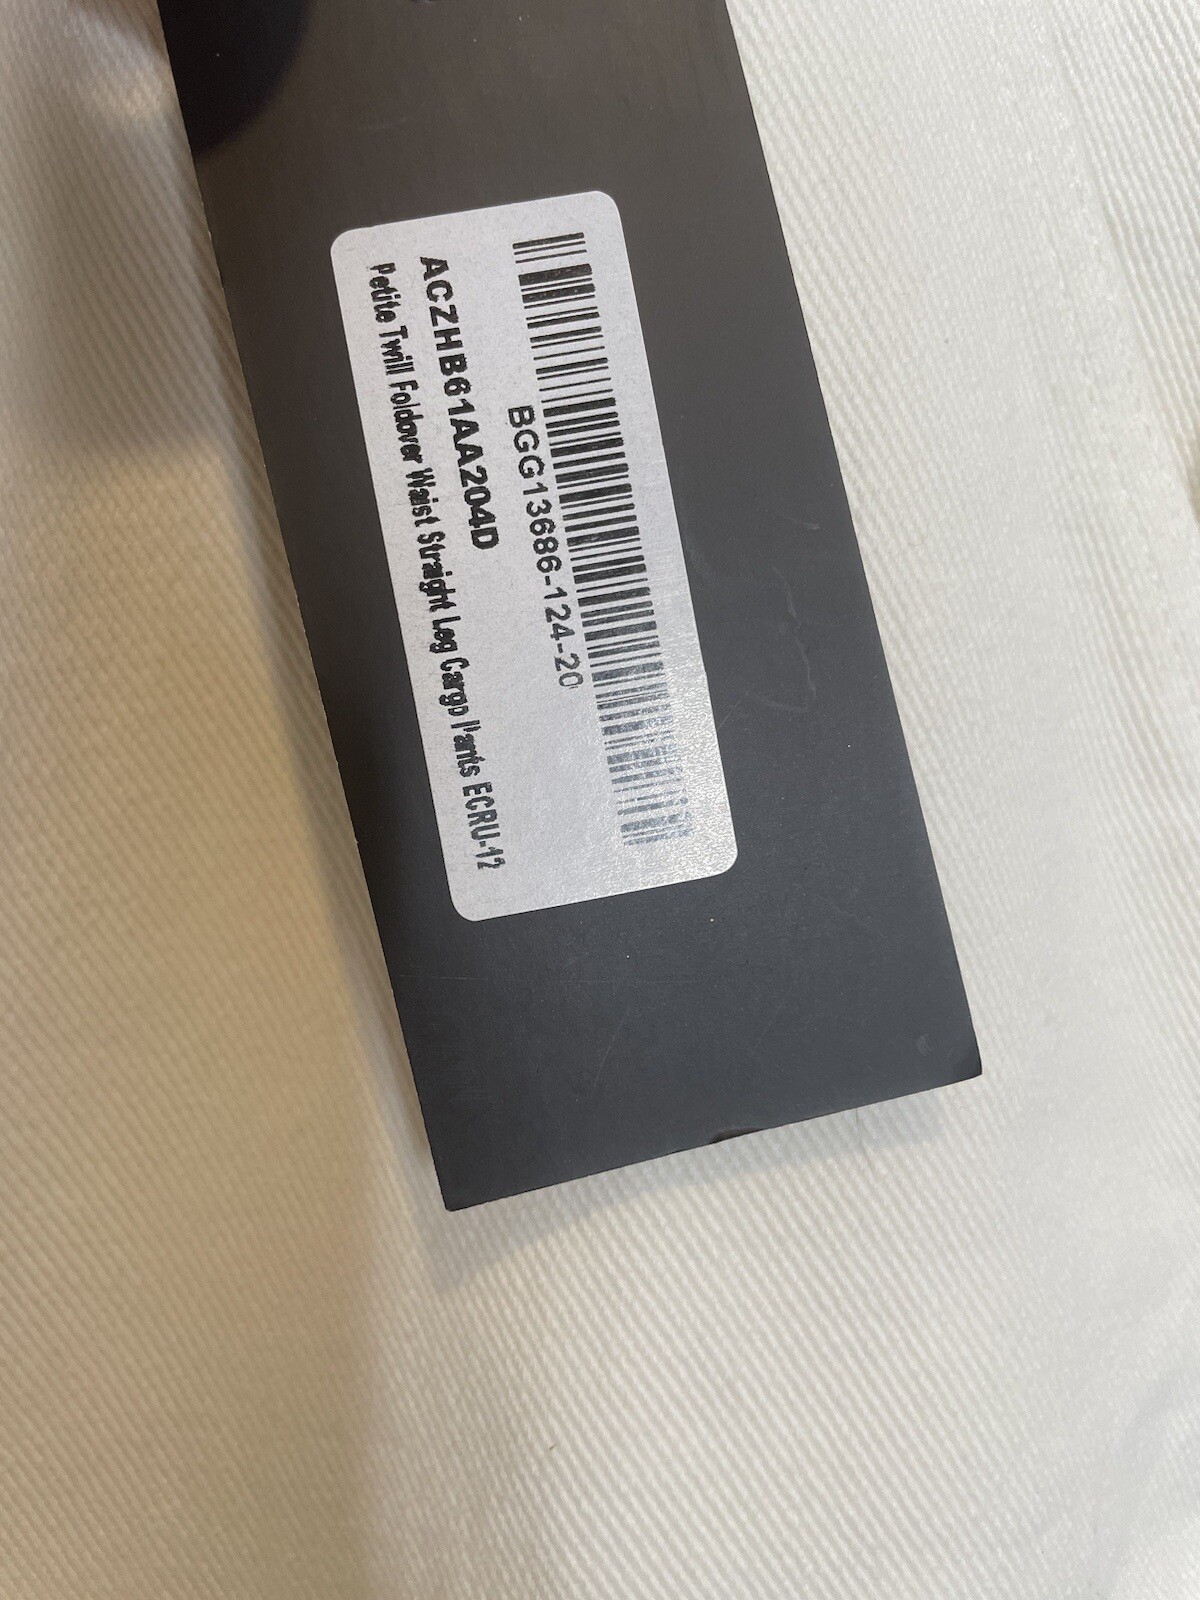 BGG13686-124-20
ACZHB61AA204D
Petite Twill Foldover Waist Straight Leg Cargo Pants ECRU-12